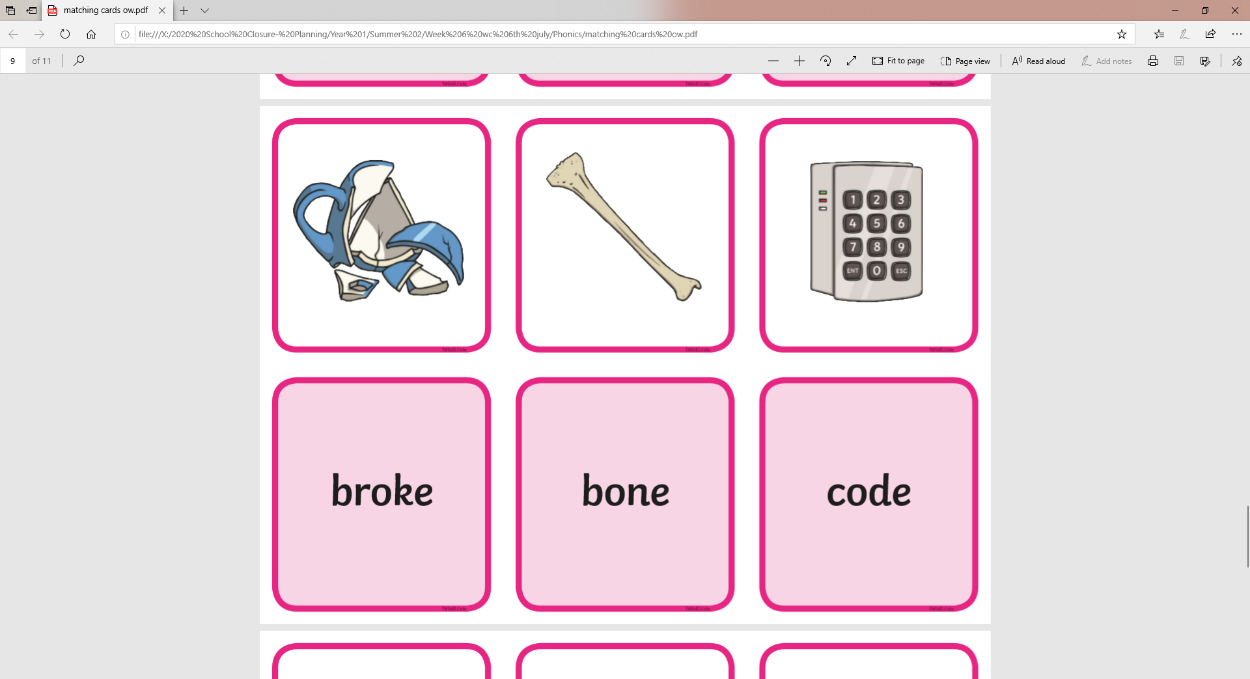 matching cards ow.pdf
file:///X:/2020%20School%20Closure-%20Planning/Year%201/Summer%202/Week%206%20wc%206th%20july/Phonics/matching%20cards%20ow.pdf
9 of 11 Fit to page Page view Read aloud Add notes
1 2 3
4 5 6
7 8 9
ENT 0 ESC
broke bone code